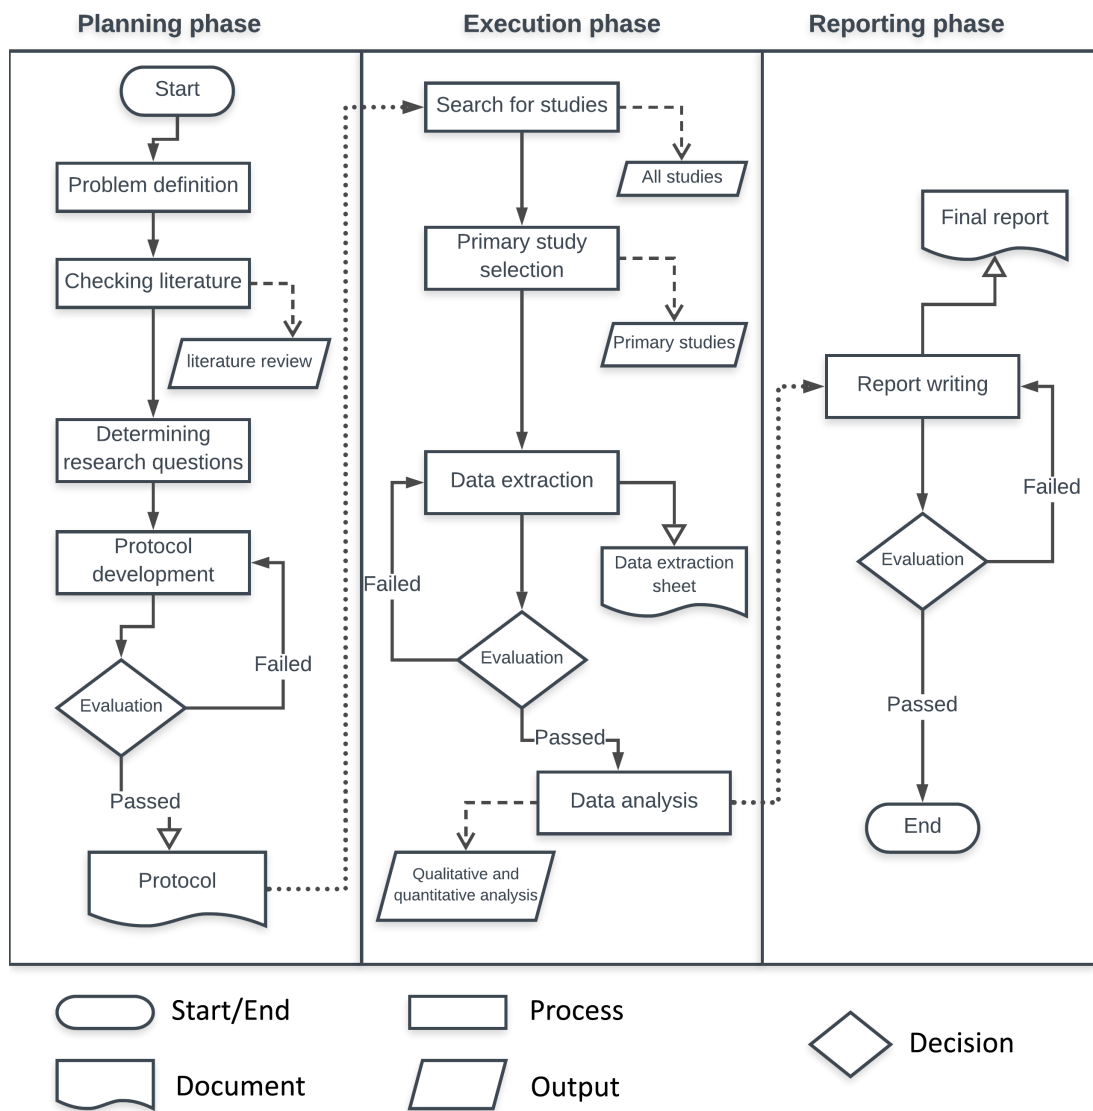 Planning phase
Execution phase
Reporting phase
Start
Problem definition
Checking literature
literature review
Determining
research questions
Protocol
development
Failed
Evaluation
Passed
Protocol
Search for studies
All studies
Primary study
selection
Primary studies
Data extraction
Data extraction
sheet
Failed
Evaluation
Passed
Data analysis
Qualitative and
quantitative analysis
Final report
Report writing
Failed
Evaluation
Passed
End
Start/End
Process
Decision
Document
Output